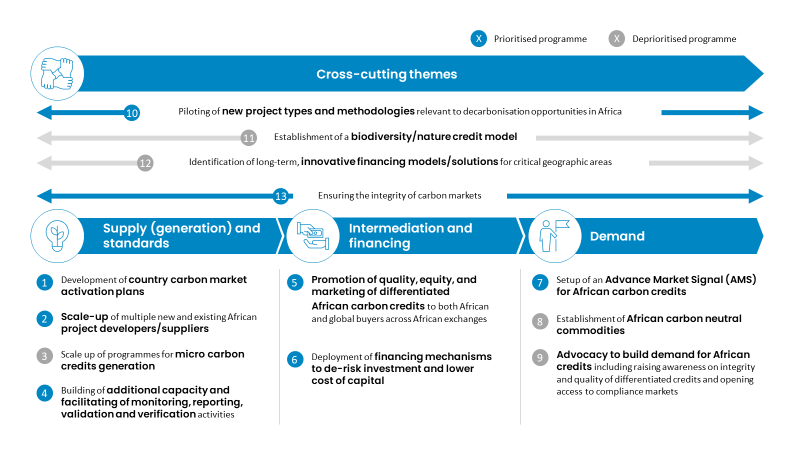 X Prioritised programme X Deprioritised programme
Cross-cutting themes
10 Piloting of new project types and methodologies relevant to decarbonisation opportunities in Africa
11 Establishment of a biodiversity/nature credit model
12 Identification of long-term, innovative financing models/solutions for critical geographic areas
13 Ensuring the integrity of carbon markets
Supply (generation) and
standards
1 Development of country carbon market
activation plans
2 Scale-up of multiple new and existing African
project developers/suppliers
3 Scale up of programmes for micro carbon
credits generation
4 Building of additional capacity and
facilitating of monitoring, reporting,
validation and verification activities
Intermediation and
financing
5 Promotion of quality, equity, and
marketing of differentiated
African carbon credits to both African
and global buyers across African exchanges
6 Deployment of financing mechanisms
to de-risk investment and lower
cost of capital
Demand
7 Setup of an Advance Market Signal (AMS)
for African carbon credits
8 Establishment of African carbon neutral
commodities
9 Advocacy to build demand for African
credits including raising awareness on integrity
and quality of differentiated credits and opening
access to compliance markets